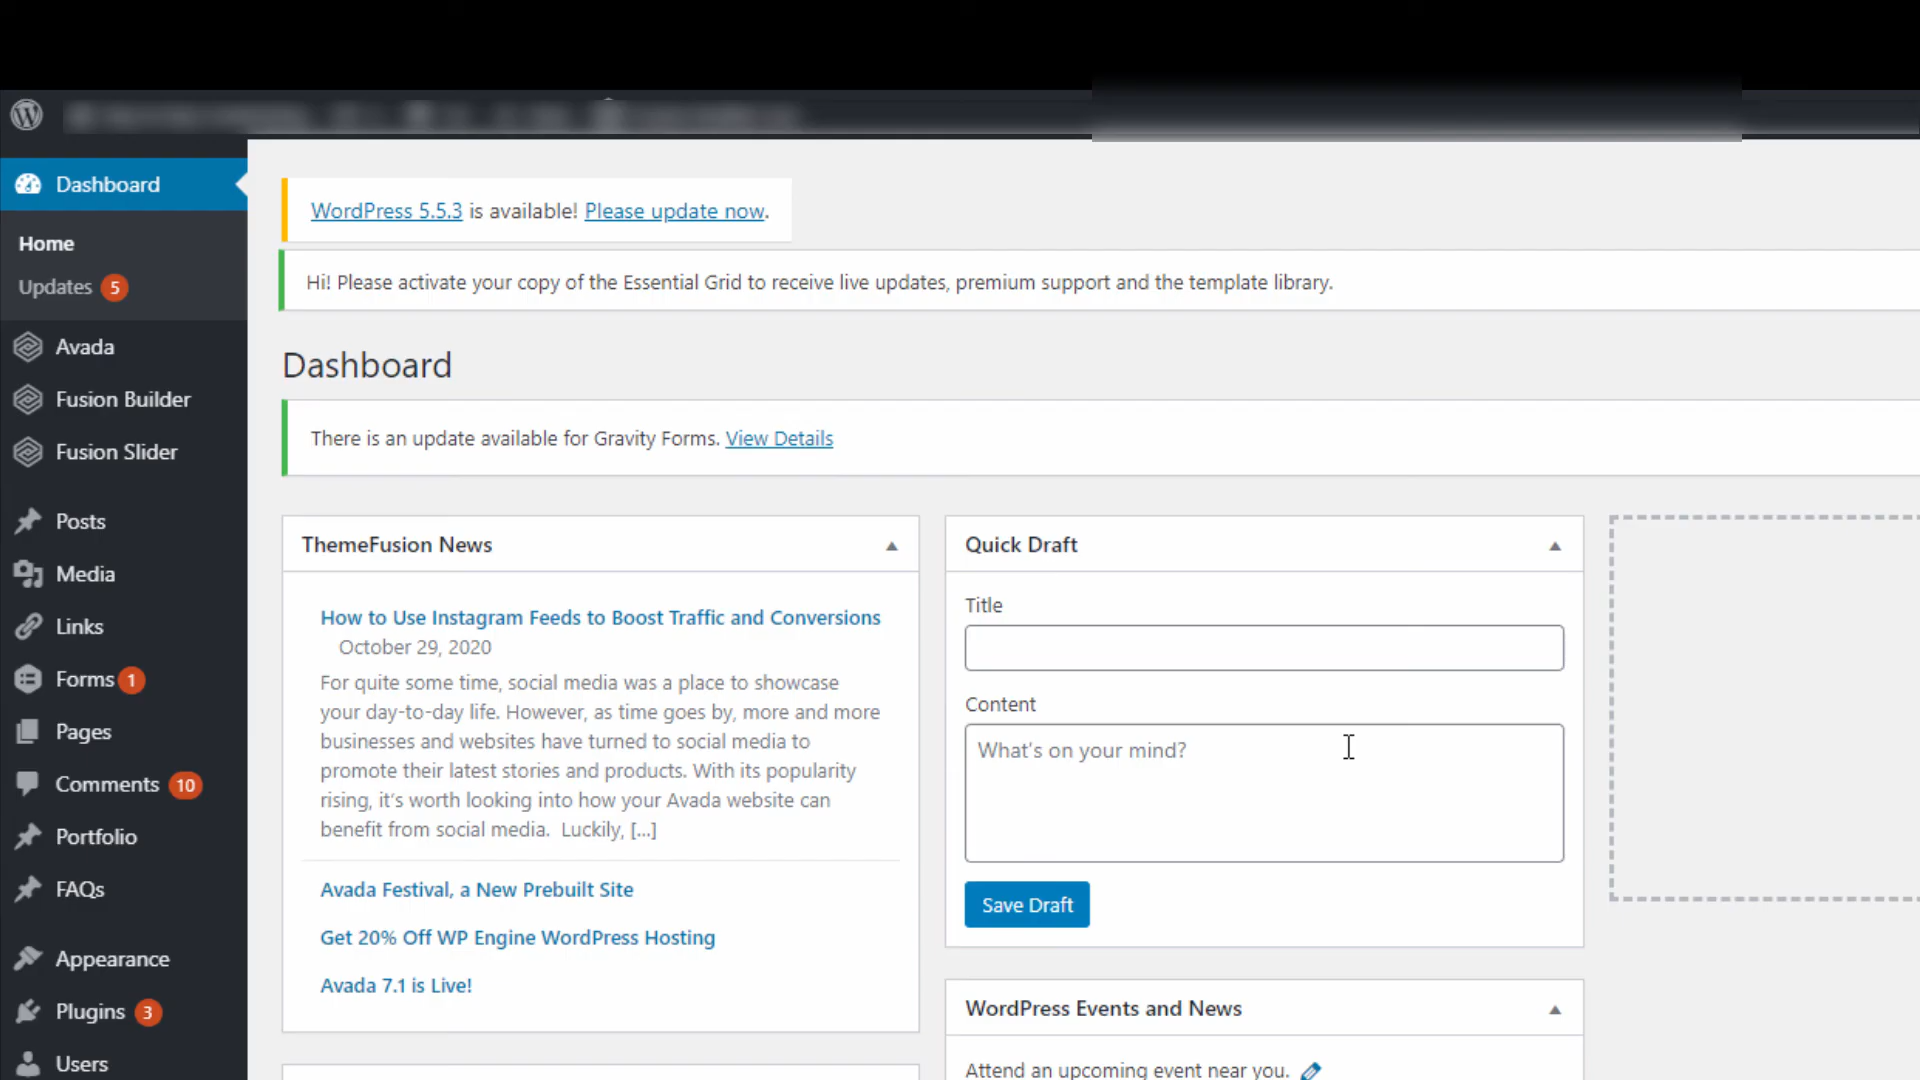 Dashboard
Home
Updates 5
Avada
Fusion Builder
Fusion Slider
Posts
Media
Links
Forms 1
Pages
Comments 10
Portfolio
FAQs
Appearance
Plugins 3
Users
WordPress 5.5.3 is available! Please update now.
Hi! Please activate your copy of the Essential Grid to receive live updates, premium support and the template library.
Dashboard
There is an update available for Gravity Forms. View Details
ThemeFusion News
How to Use Instagram Feeds to Boost Traffic and Conversions
October 29, 2020
For quite some time, social media was a place to showcase
your day-to-day life. However, as time goes by, more and more
businesses and websites have turned to social media to
promote their latest stories and products. With its popularity
rising, it's worth looking into how your Avada website can
benefit from social media. Luckily, [...]
Avada Festival, a New Prebuilt Site
Get 20% Off WP Engine WordPress Hosting
Avada 7.1 is Live!
Quick Draft
Title
Content
What's on your mind?
Save Draft
WordPress Events and News
Attend an upcoming event near you.